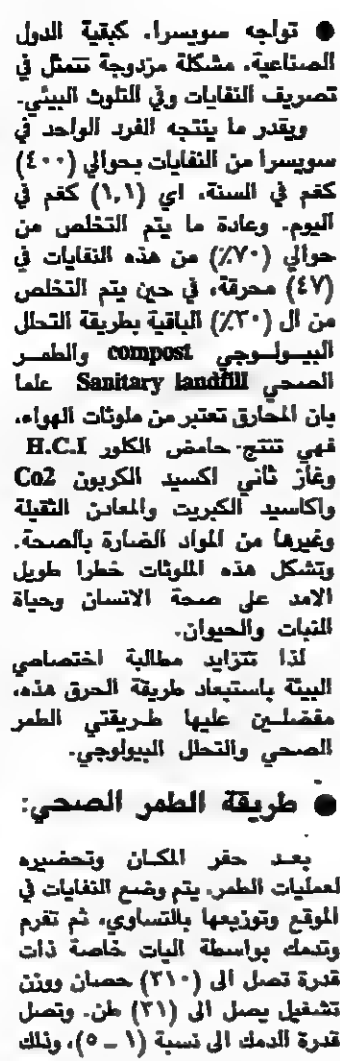 ● تواجه سويسرا، كبقية الدول
الصناعية، مشكلة مزدوجة تتمثل في
تصريف النفايات وفي التلوث البيئي.
ويقدر ما ينتجه الفرد الواحد في
سويسرا من النفايات بحوالي (٤٠٠)
كغم في السنة، اي (١,١) كغم في
اليوم. وعادة ما يتم التخلص من
حوالي (٧٠٪) من هذه النفايات في
(٤٧) محرقة، في حين يتم التخلص
من ال (٣٠٪) الباقية بطريقة التحلل
البيـولـوجي compost والطمـر
الصحي Sanitary landfill علما
بان المحارق تعتبر من ملوثات الهواء،
فهي تنتج حامض الكلور H.C.I
وغاز ثاني اكسيد الكربون Co2
واكاسيد الكبريت والمعادن الثقيلة
وغيرها من المواد الضارة بالصحة.
وتشكل هذه الملوثات خطرا طويل
الامد على صحة الانسان وحياة
النبات والحيوان.
لذا تتزايد مطالبة اختصاصي
البيئة باستبعاد طريقة الحرق هذه،
مفضلـين عليها طـريقتي الطمر
الصحي والتحلل البيولوجي.
● طريقة الطمر الصحي:
بعـد حفر المكـان وتحضيره
لعمليات الطمر، يتم وضع النفايات في
الموقع وتوزيعها بالتساوي، ثم تفرم
وتدمك بواسطة اليات خاصة ذات
قدرة تصل الى (٣١٠) حصان ووزن
تشغيل يصل الى (٣١) طن. وتصل
قدرة الدمك الى نسبة (١ ــ ٥)، وذلك